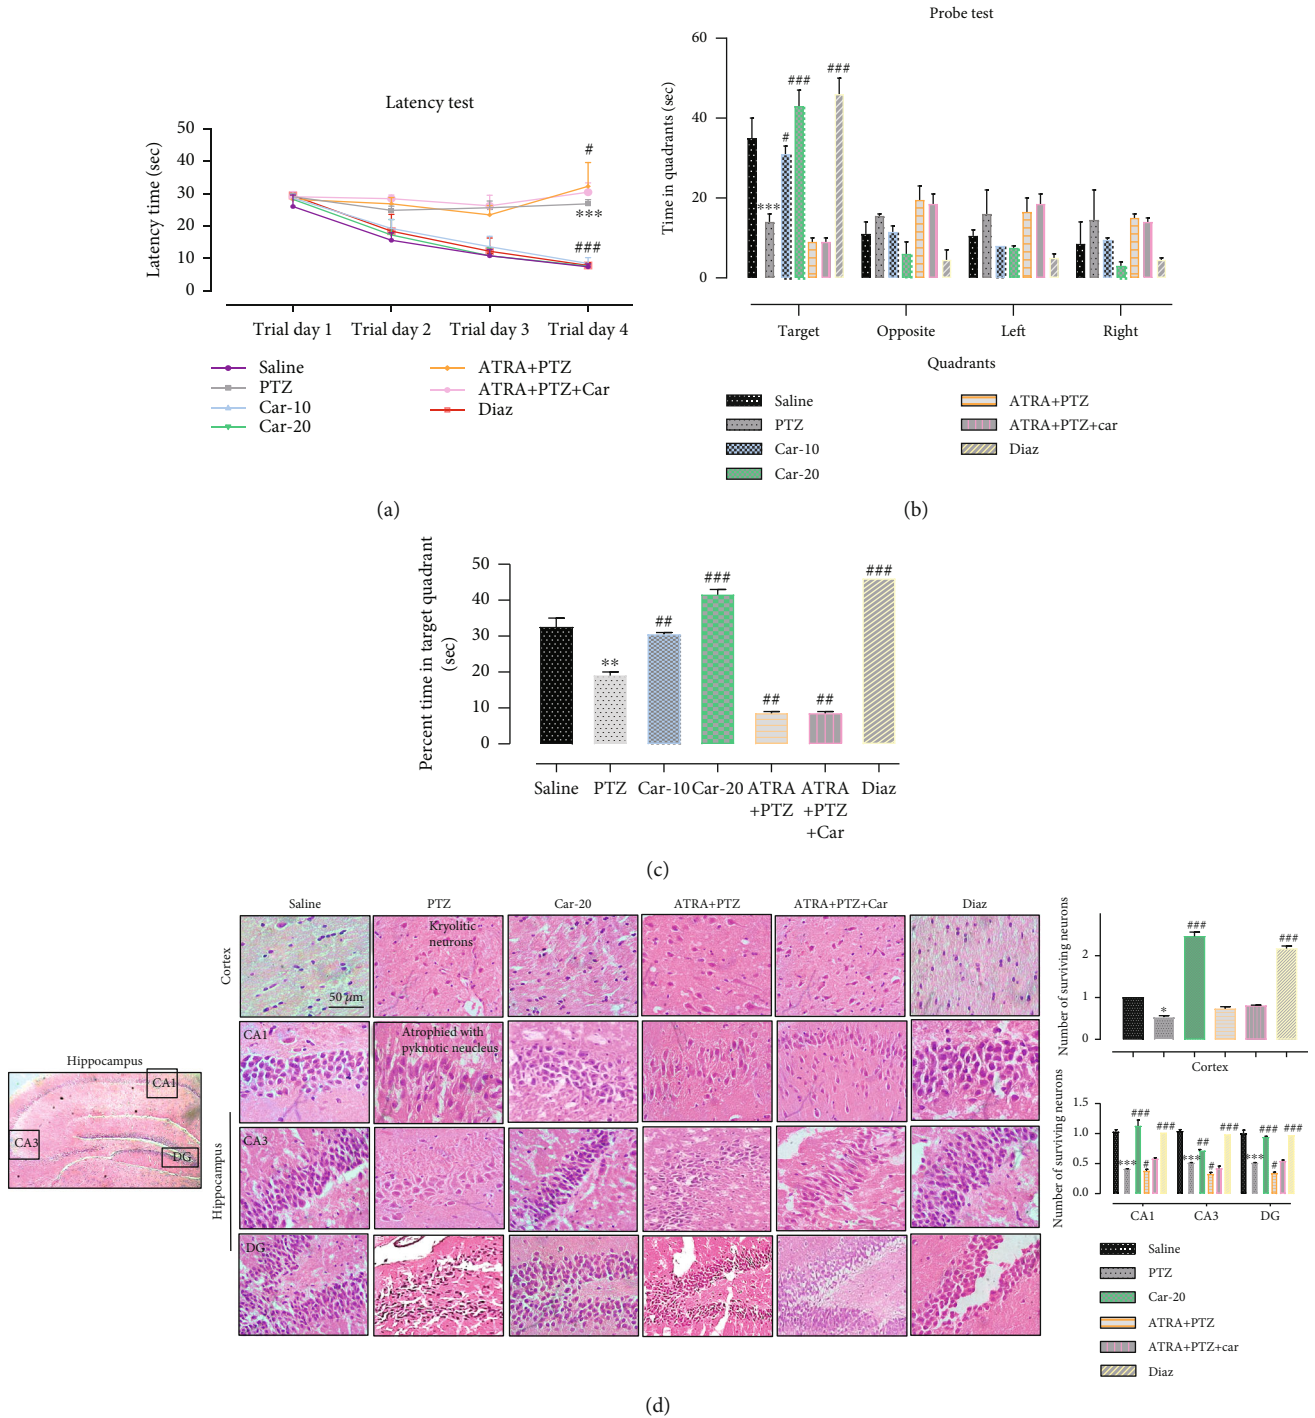 Latency test
Latency time (sec)
50
40
30
20
10
0
#
***
###
Trial day 1
Trial day 2
Trial day 3
Trial day 4
Saline
PTZ
Car-10
Car-20
ATRA+PTZ
ATRA+PTZ+Car
Diaz
(a)
Probe test
Time in quadrants (sec)
60
40
20
0
***
#
###
###
Target
Opposite
Left
Right
Quadrants
Saline
PTZ
Car-10
Car-20
ATRA+PTZ
ATRA+PTZ+car
Diaz
(b)
Percent time in target quadrant
(sec)
50
40
30
20
10
0
**
##
###
##
##
###
Saline
PTZ
Car-10
Car-20
ATRA
+PTZ
ATRA
+PTZ
+Car
Diaz
(c)
Hippocampus
CA1
CA3
DG
Saline
PTZ
Car-20
ATRA+PTZ
ATRA+PTZ+Car
Diaz
Cortex
50 μm
Kryolitic
neurons
Hippocampus
CA1
Atrophied with
pyknotic neucleus
CA3
DG
Number of surviving neurons
2
1
0
*
###
###
Cortex
Number of surviving neurons
1.5
1.0
0.5
0.0
***
###
#
###
***
##
#
###
***
###
#
###
CA1
CA3
DG
Saline
PTZ
Car-20
ATRA+PTZ
ATRA+PTZ+car
Diaz
(d)